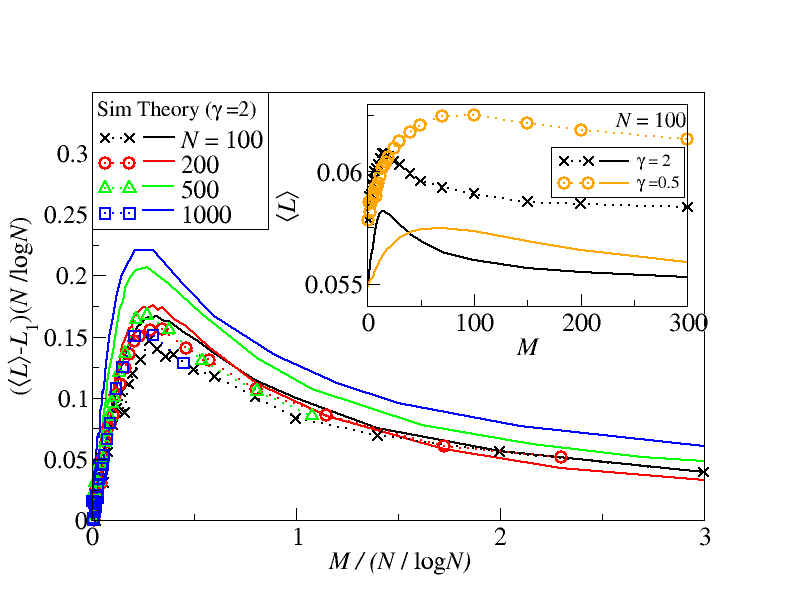 Sim Theory (γ =2)
N = 100
200
500
1000
N = 100
γ = 2
γ =0.5
⟨L⟩
0.06
0.055
0 100 200 300
M
(⟨L⟩-L₁)(N /logN)
0.3
0.25
0.2
0.15
0.1
0.05
0
0 1 2 3
M / (N / logN)